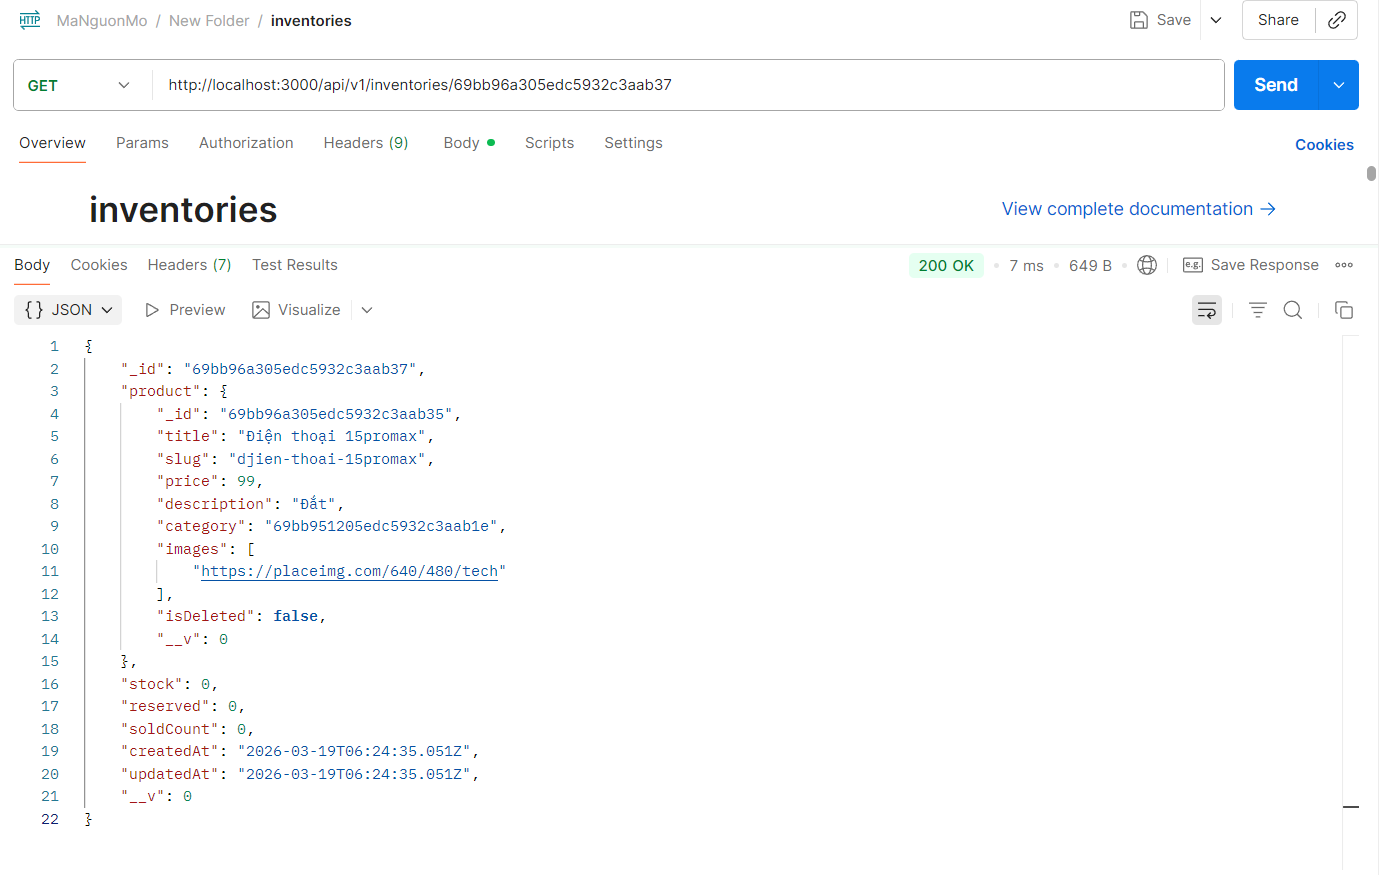 HTTP MaNguonMo / New Folder / inventories Save Share
GET http://localhost:3000/api/v1/inventories/69bb96a305edc5932c3aab37 Send
Overview Params Authorization Headers (9) Body Scripts Settings Cookies
inventories View complete documentation →
Body Cookies Headers (7) Test Results 200 OK • 7 ms • 649 B • e.g. Save Response
{} JSON Preview Visualize
1 {
2 "_id": "69bb96a305edc5932c3aab37",
3 "product": {
4 "_id": "69bb96a305edc5932c3aab35",
5 "title": "Điện thoại 15promax",
6 "slug": "djien-thoai-15promax",
7 "price": 99,
8 "description": "Đắt",
9 "category": "69bb951205edc5932c3aab1e",
10 "images": [
11 "https://placeimg.com/640/480/tech"
12 ],
13 "isDeleted": false,
14 "__v": 0
15 },
16 "stock": 0,
17 "reserved": 0,
18 "soldCount": 0,
19 "createdAt": "2026-03-19T06:24:35.051Z",
20 "updatedAt": "2026-03-19T06:24:35.051Z",
21 "__v": 0
22 }